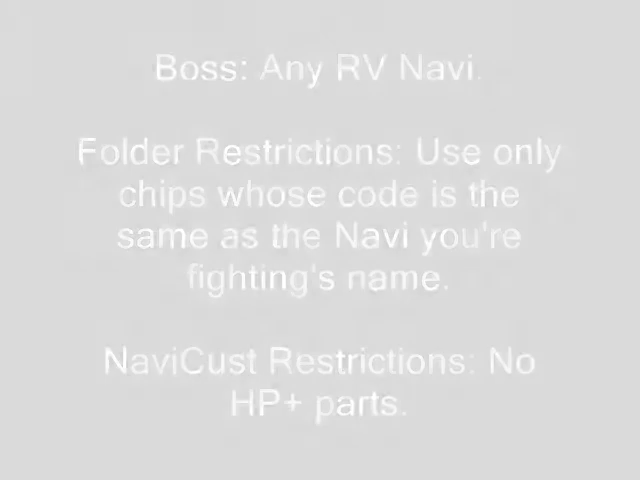 Boss: Any RV Navi.
Folder Restrictions: Use only
chips whose code is the
same as the Navi you're
fighting's name.
NaviCust Restrictions: No
HP+ parts.